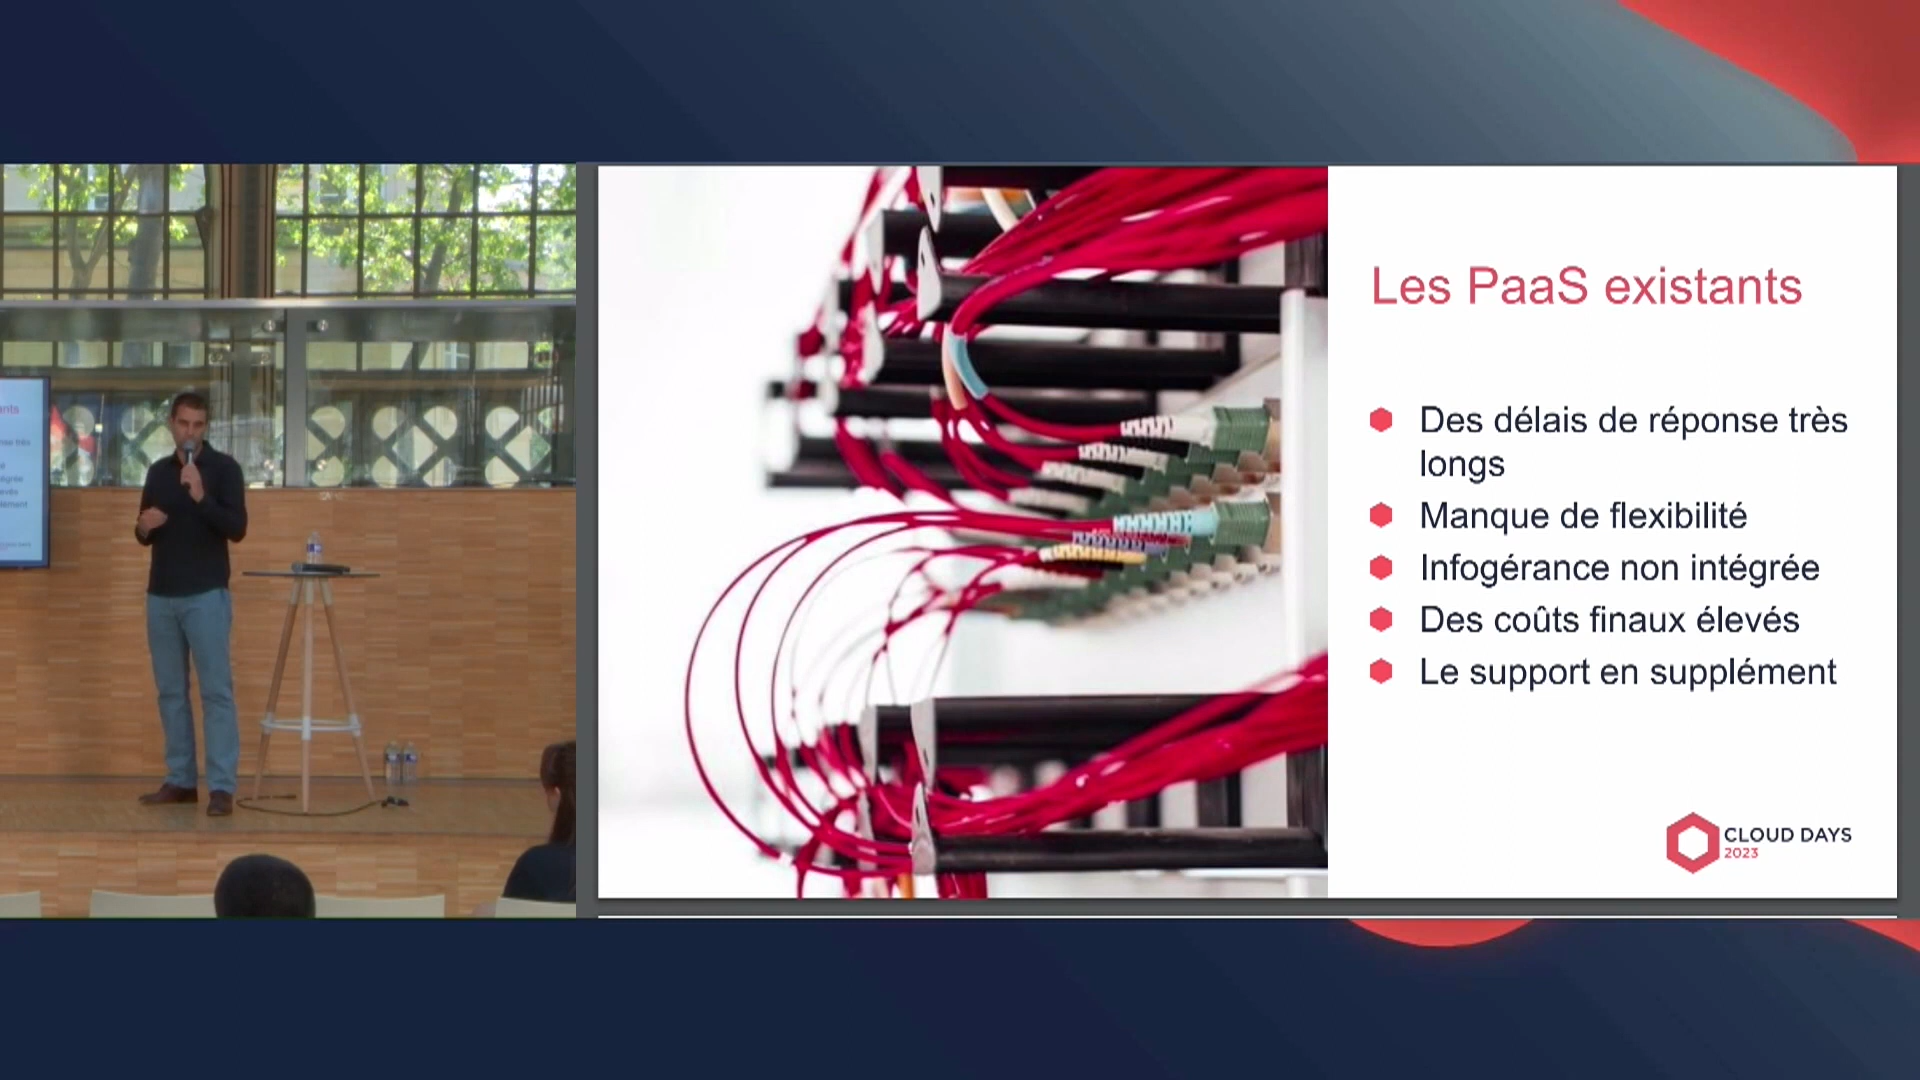 Les PaaS existants
Des délais de réponse très
longs
Manque de flexibilité
Infogérance non intégrée
Des coûts finaux élevés
Le support en supplément
CLOUD DAYS
2023